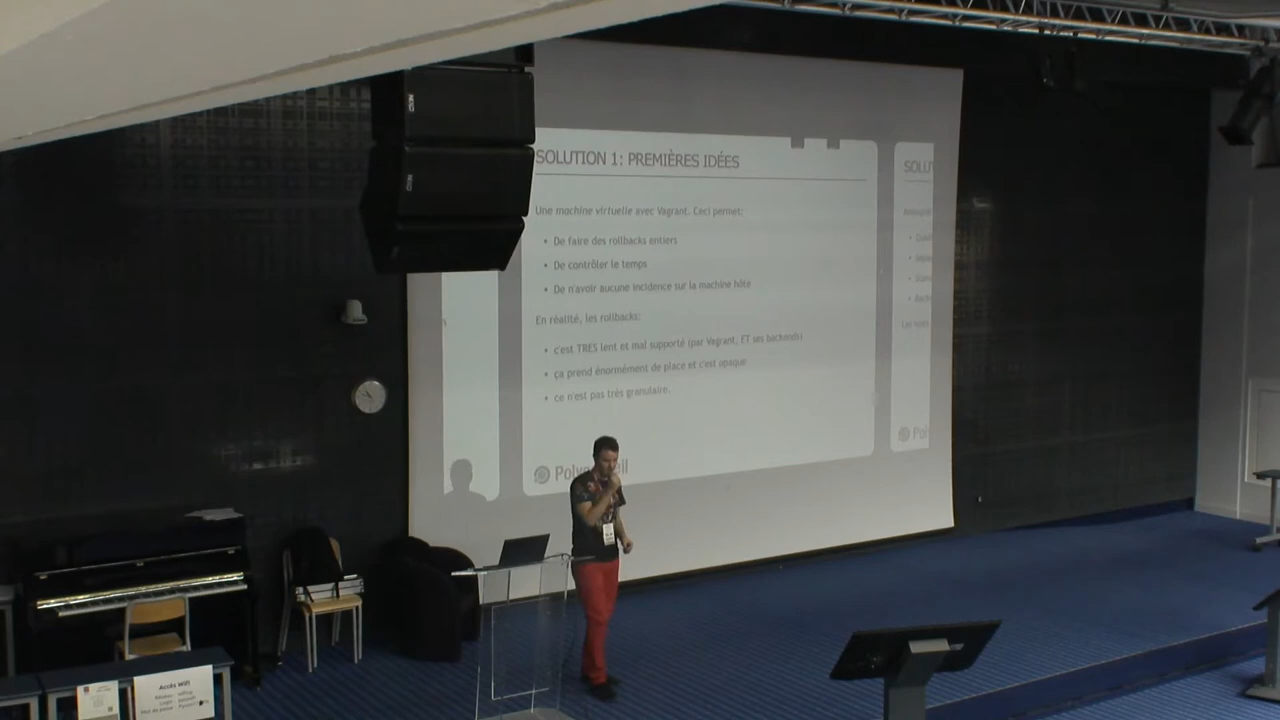 SOLUTION 1: PREMIÈRES IDÉES
Une machine virtuelle avec Vagrant. Ceci permet:
• De faire des rollbacks entiers
• De contrôler le temps
• De n'avoir aucune incidence sur la machine hôte
En réalité, les rollbacks:
• c'est TRES lent et mal supporté (par Vagrant, ET ses backends)
• ça prend énormément de place et c'est opaque
• ce n'est pas très granulaire.
SOLU
Pol
Accès Wifi